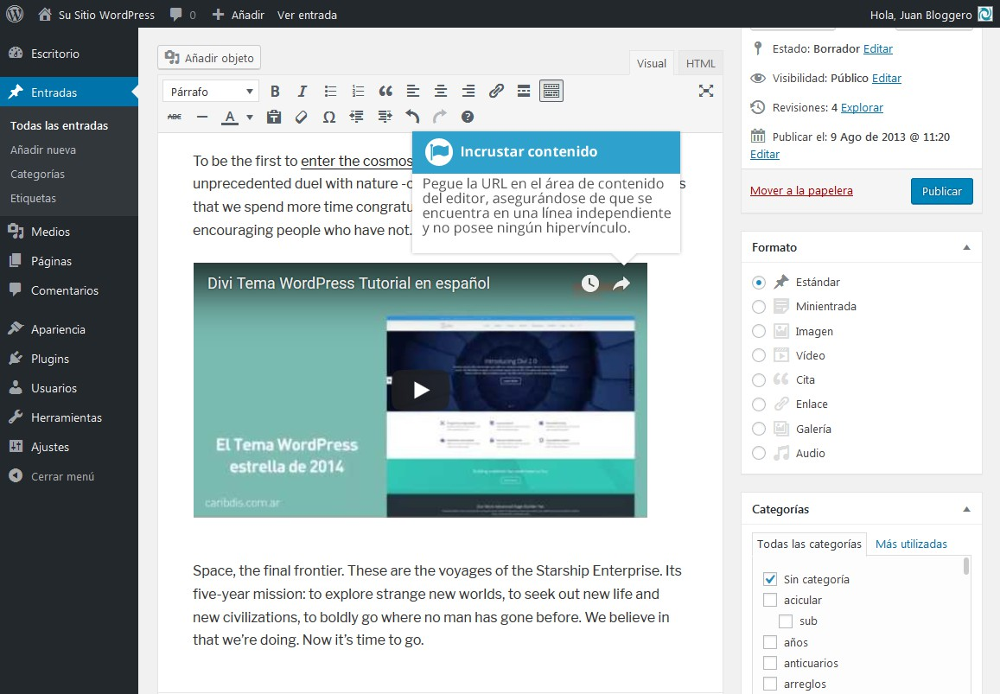 Su Sitio WordPress 0 Añadir Ver entrada Hola, Juan Bloggero
Escritorio
Entradas
Todas las entradas
Añadir nueva
Categorías
Etiquetas
Medios
Páginas
Comentarios
Apariencia
Plugins
Usuarios
Herramientas
Ajustes
Cerrar menú
Añadir objeto
Visual HTML
Párrafo B I
ABC A Ω ?
To be the first to enter the cosmos
unprecedented duel with nature -c s
that we spend more time congratu
encouraging people who have not.
Incrustar contenido
Pegue la URL en el área de contenido
del editor, asegurándose de que se
encuentra en una línea independiente
y no posee ningún hipervínculo.
Divi Tema WordPress Tutorial en español
Introducing Divi 2.0
El Tema WordPress
estrella de 2014
caribdis.com.ar
Space, the final frontier. These are the voyages of the Starship Enterprise. Its
five-year mission: to explore strange new worlds, to seek out new life and
new civilizations, to boldly go where no man has gone before. We believe in
that we’re doing. Now it’s time to go.
Estado: Borrador Editar
Visibilidad: Público Editar
Revisiones: 4 Explorar
Publicar el: 9 Ago de 2013 @ 11:20
Editar
Mover a la papelera Publicar
Formato
Estándar
Minientrada
Imagen
Vídeo
Cita
Enlace
Galería
Audio
Categorías
Todas las categorías Más utilizadas
Sin categoría
acicular
sub
años
anticuarios
arreglos